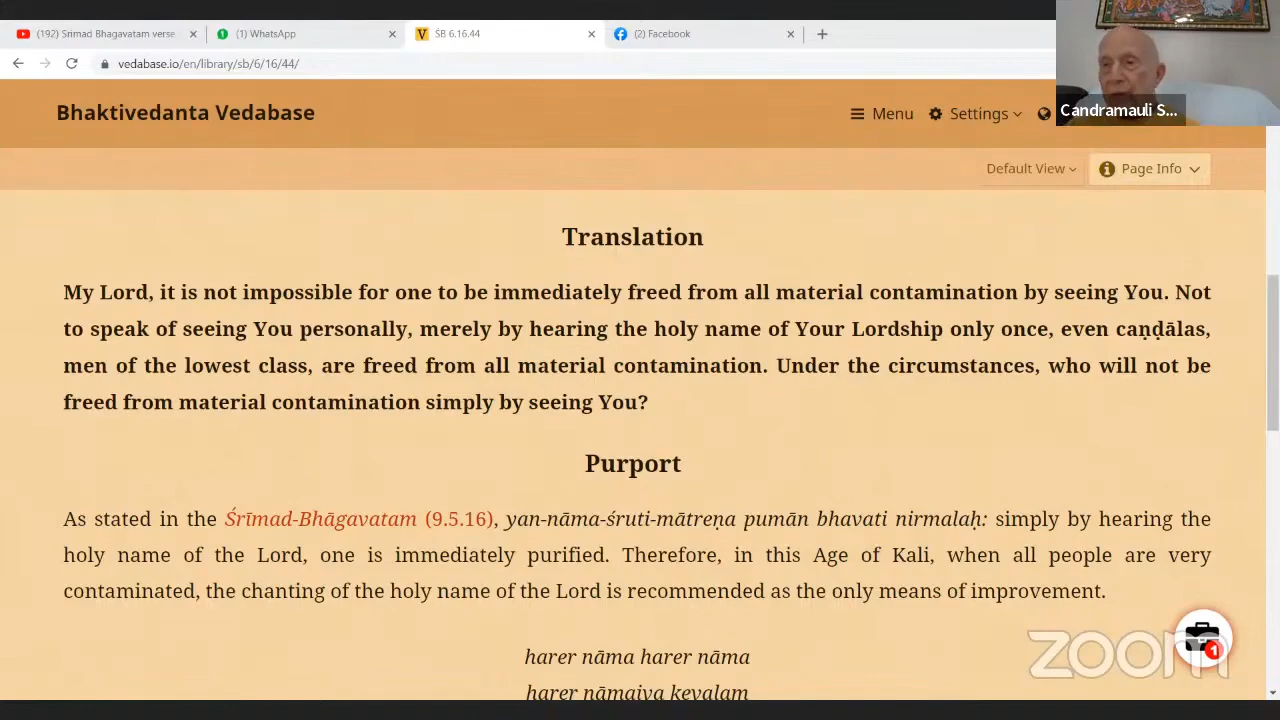 (192) Srimad Bhagavatam verse
(1) WhatsApp
ŚB 6.16.44
(2) Facebook
vedabase.io/en/library/sb/6/16/44/
Bhaktivedanta Vedabase
Menu
Settings
Candramauli S...
Default View
Page Info
Translation
My Lord, it is not impossible for one to be immediately freed from all material contamination by seeing You. Not
to speak of seeing You personally, merely by hearing the holy name of Your Lordship only once, even caṇḍālas,
men of the lowest class, are freed from all material contamination. Under the circumstances, who will not be
freed from material contamination simply by seeing You?
Purport
As stated in the Śrīmad-Bhāgavatam (9.5.16), yan-nāma-śruti-mātreṇa pumān bhavati nirmalaḥ: simply by hearing the
holy name of the Lord, one is immediately purified. Therefore, in this Age of Kali, when all people are very
contaminated, the chanting of the holy name of the Lord is recommended as the only means of improvement.
harer nāma harer nāma
harer nāmaiva kevalam
1
zoom